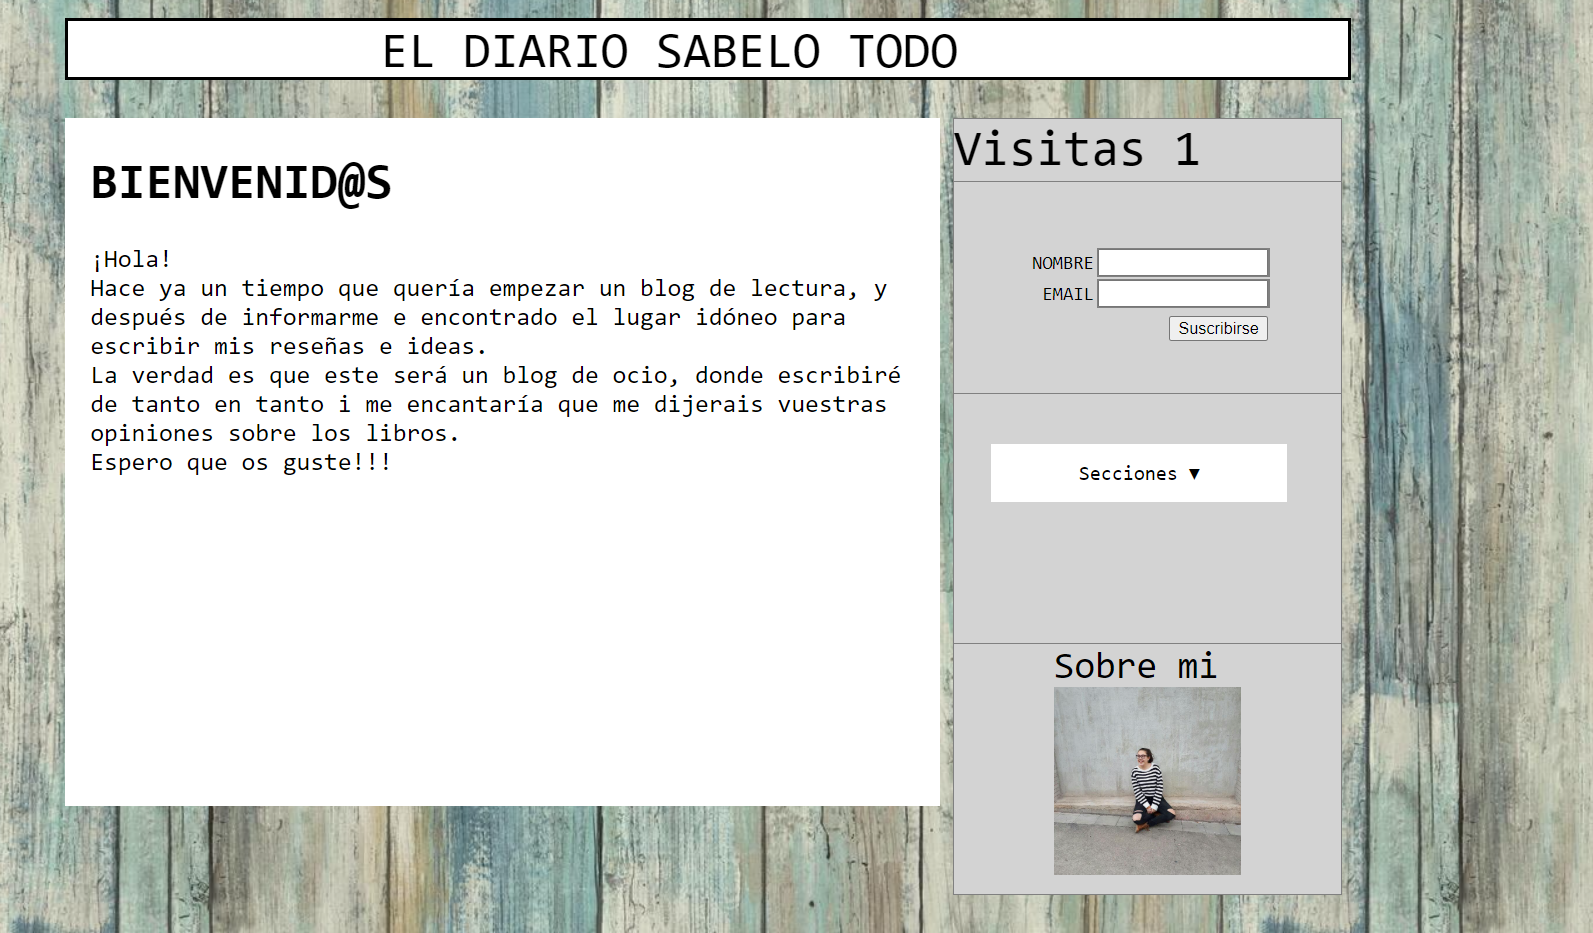 EL DIARIO SABELO TODO
BIENVENID@S
¡Hola!
Hace ya un tiempo que quería empezar un blog de lectura, y
después de informarme e encontrado el lugar idóneo para
escribir mis reseñas e ideas.
La verdad es que este será un blog de ocio, donde escribiré
de tanto en tanto i me encantaría que me dijerais vuestras
opiniones sobre los libros.
Espero que os guste!!!
Visitas 1
NOMBRE
EMAIL
Suscribirse
Secciones ▼
Sobre mi